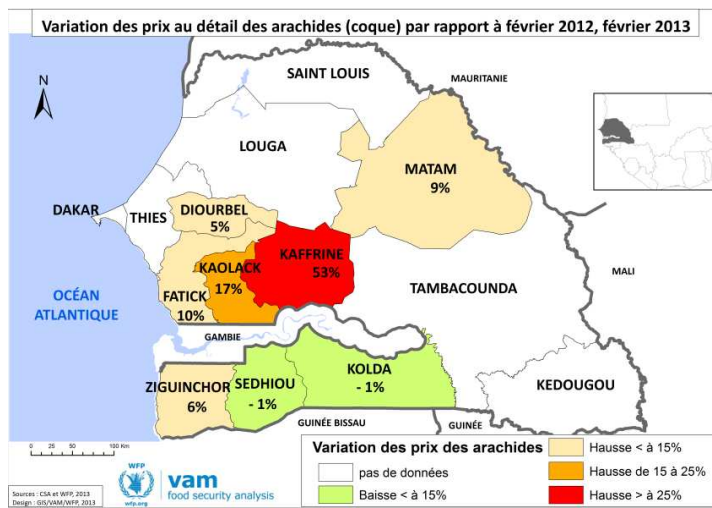 Variation des prix au détail des arachides (coque) par rapport à février 2012, février 2013
N
SAINT LOUIS
MAURITANIE
LOUGA
MATAM
9%
DAKAR
THIES
DIOURBEL
5%
KAOLACK
17%
KAFFRINE
53%
FATICK
10%
TAMBACOUNDA
MALI
OCÉAN
ATLANTIQUE
GAMBIE
ZIGUINCHOR
6%
SEDHIOU
- 1%
KOLDA
- 1%
KEDOUGOU
GUINÉE BISSAU
GUINÉE
0 25 50 100 Km
Variation des prix des arachides
pas de données
Baisse < à 15%
Hausse < à 15%
Hausse de 15 à 25%
Hausse > à 25%
Sources : CSA et WFP, 2013
Design : GIS/VAM/WFP, 2013
WFP
wfp.org
vam
food security analysis